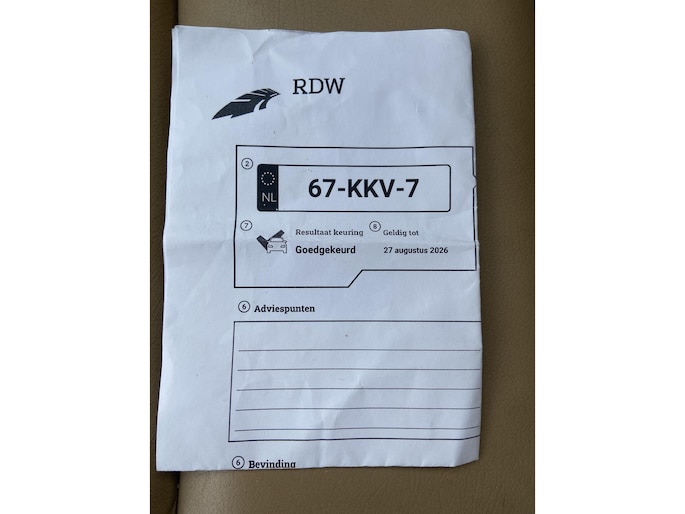 RDW
2
NL
67-KKV-7
7 Resultaat keuring 8 Geldig tot
Goedgekeurd 27 augustus 2026
6 Adviespunten
6 Bevinding